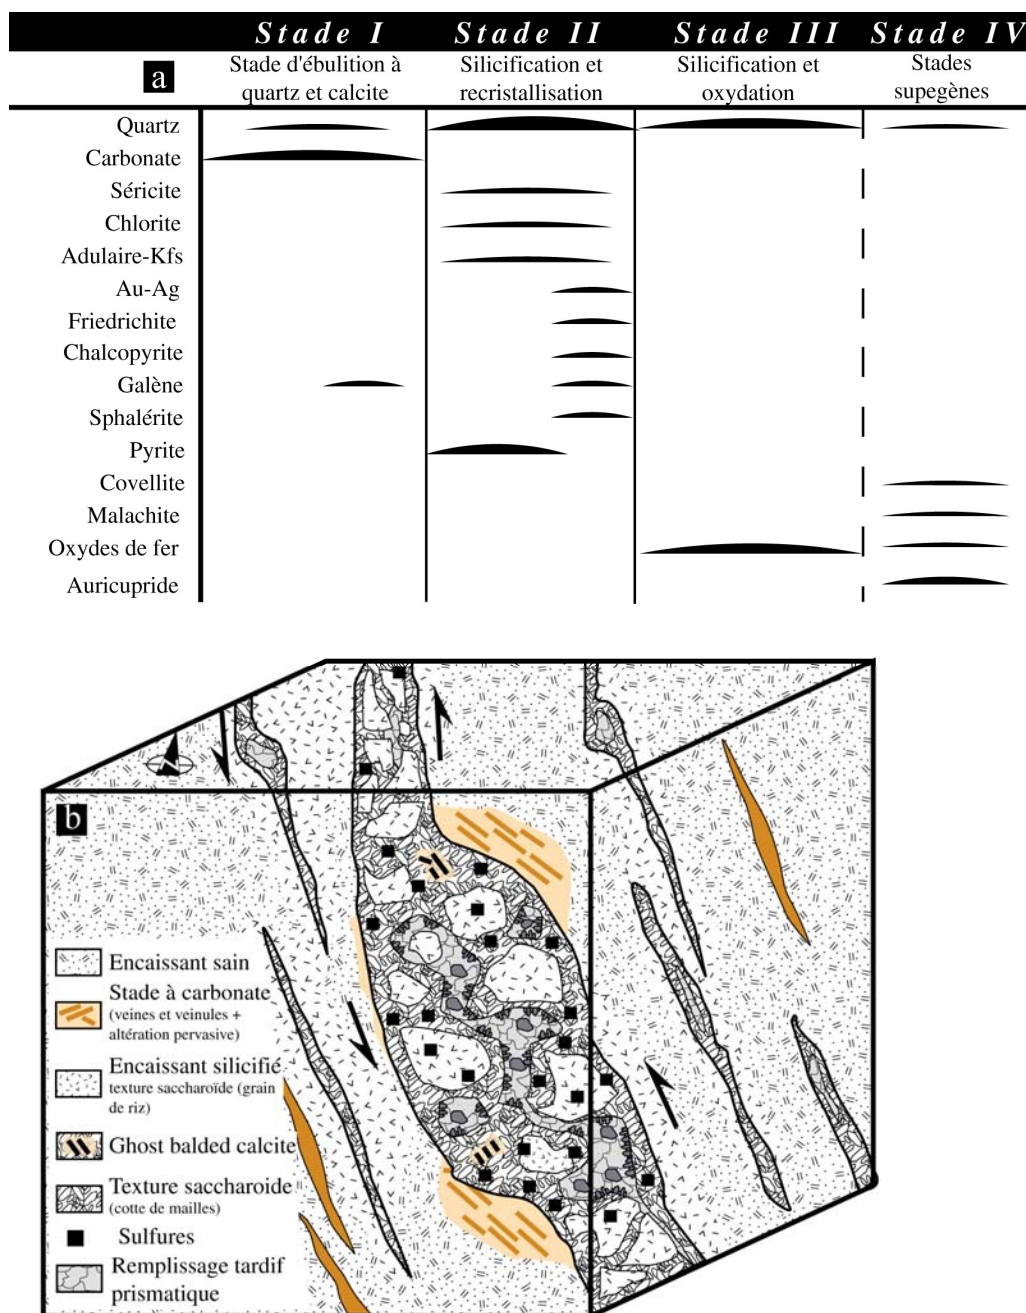 Stade I Stade II Stade III Stade IV
a
Stade d'ébulition à
quartz et calcite
Silicification et
recristallisation
Silicification et
oxydation
Stades
supegènes
Quartz
Carbonate
Séricite
Chlorite
Adulaire-Kfs
Au-Ag
Friedrichite
Chalcopyrite
Galène
Sphalérite
Pyrite
Covellite
Malachite
Oxydes de fer
Auricupride
b
Encaissant sain
Stade à carbonate
(veines et veinules +
altération pervasive)
Encaissant silicifié
texture saccharoïde (grain
de riz)
Ghost balded calcite
Texture saccharoide
(cotte de mailles)
Sulfures
Remplissage tardif
prismatique